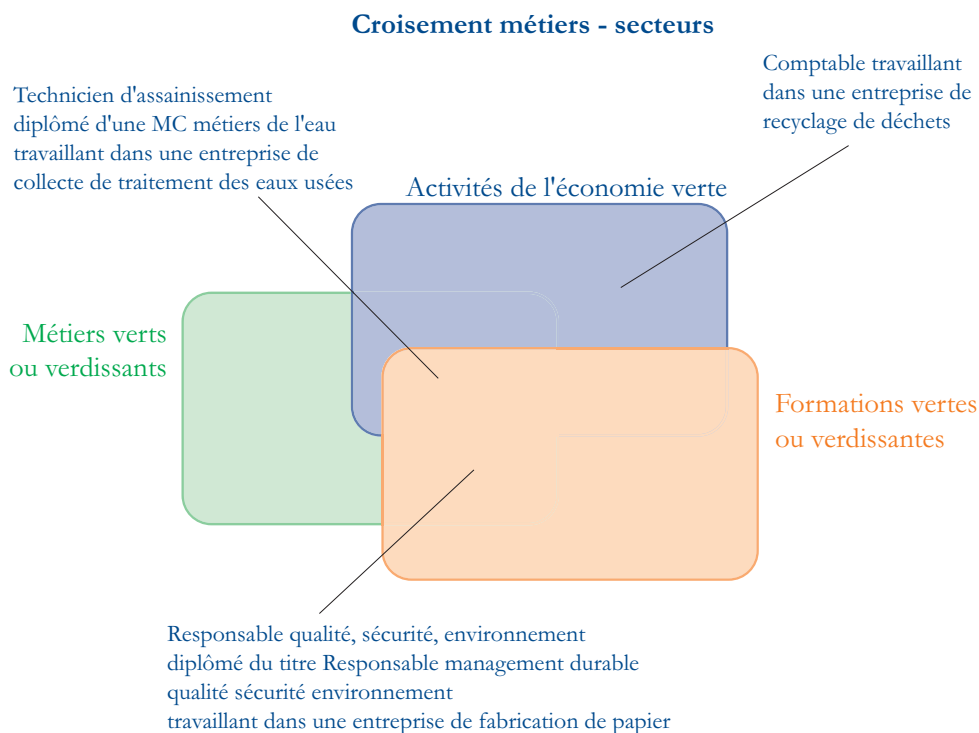 Croisement métiers - secteurs
Comptable travaillant
dans une entreprise de
recyclage de déchets
Technicien d'assainissement
diplômé d'une MC métiers de l'eau
travaillant dans une entreprise de
collecte de traitement des eaux usées
Activités de l'économie verte
Métiers verts
ou verdissants
Formations vertes
ou verdissantes
Responsable qualité, sécurité, environnement
diplômé du titre Responsable management durable
qualité sécurité environnement
travaillant dans une entreprise de fabrication de papier